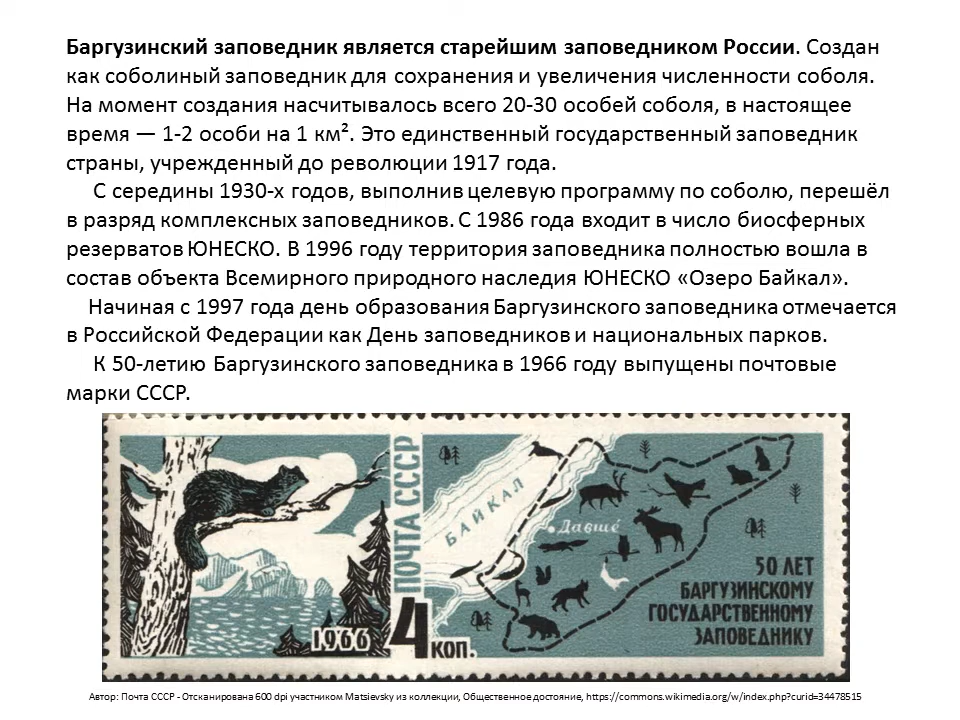 Баргузинский заповедник является старейшим заповедником России. Создан
как соболиный заповедник для сохранения и увеличения численности соболя.
На момент создания насчитывалось всего 20-30 особей соболя, в настоящее
время — 1-2 особи на 1 км². Это единственный государственный заповедник
страны, учрежденный до революции 1917 года.
С середины 1930-х годов, выполнив целевую программу по соболю, перешёл
в разряд комплексных заповедников. С 1986 года входит в число биосферных
резерватов ЮНЕСКО. В 1996 году территория заповедника полностью вошла в
состав объекта Всемирного природного наследия ЮНЕСКО «Озеро Байкал».
Начиная с 1997 года день образования Баргузинского заповедника отмечается
в Российской Федерации как День заповедников и национальных парков.
К 50-летию Баргузинского заповедника в 1966 году выпущены почтовые
марки СССР.
1966
ПОЧТА СССР
4 КОП.
БАЙКАЛ
Давше
50 ЛЕТ
БАРГУЗИНСКОМУ
ГОСУДАРСТВЕННОМУ
ЗАПОВЕДНИКУ
Автор: Почта СССР - Отсканирована 600 dpi участником Matsievsky из коллекции, Общественное достояние, https://commons.wikimedia.org/w/index.php?curid=34478515